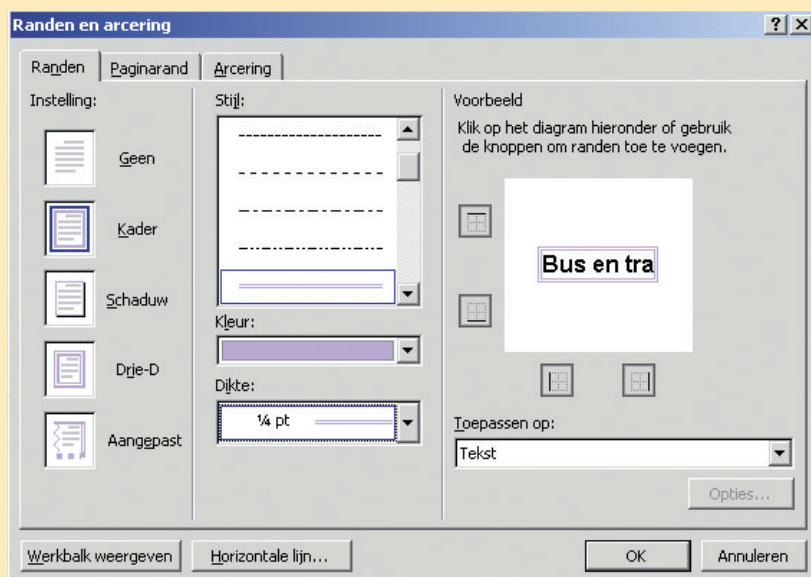 Randen en arcering
Randen Paginarand Arcering
Instelling:
Geen
Kader
Schaduw
Drie-D
Aangepast
Stijl:
Kleur:
Dikte:
¼ pt
Voorbeeld
Klik op het diagram hieronder of gebruik
de knoppen om randen toe te voegen.
Bus en tra
Toepassen op:
Tekst
Opties...
Werkbalk weergeven Horizontale lijn... OK Annuleren